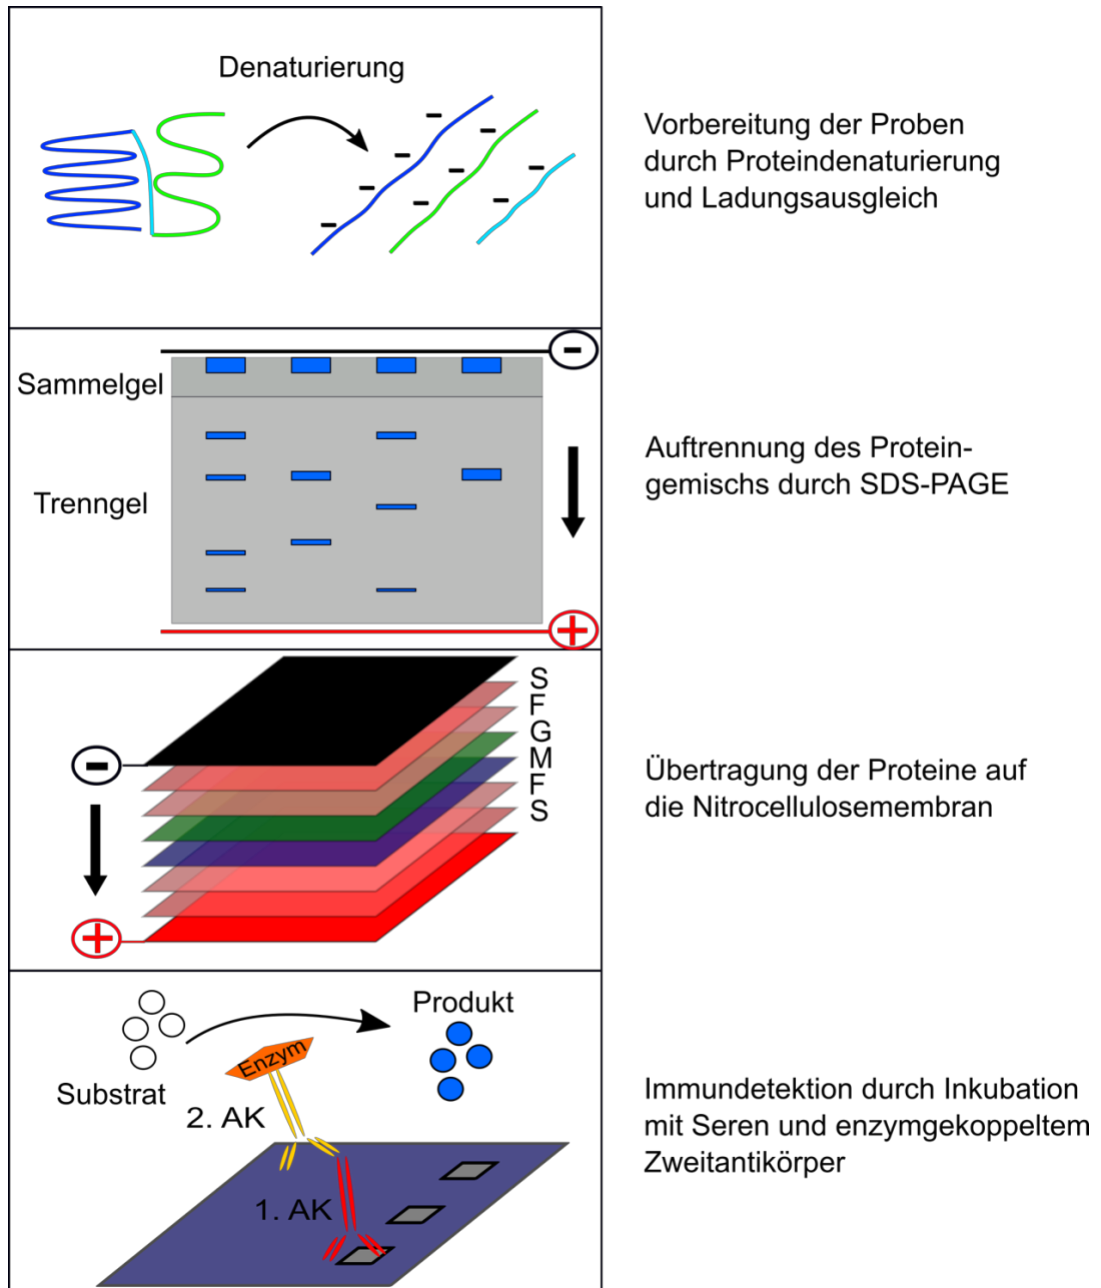 Denaturierung
Vorbereitung der Proben
durch Proteindenaturierung
und Ladungsausgleich
Sammelgel
Trenngel
Auftrennung des Protein-
gemischs durch SDS-PAGE
S
F
G
M
F
S
Übertragung der Proteine auf
die Nitrocellulosemembran
Substrat
Produkt
Enzym
2. AK
1. AK
Immundetektion durch Inkubation
mit Seren und enzymgekoppeltem
Zweitantikörper